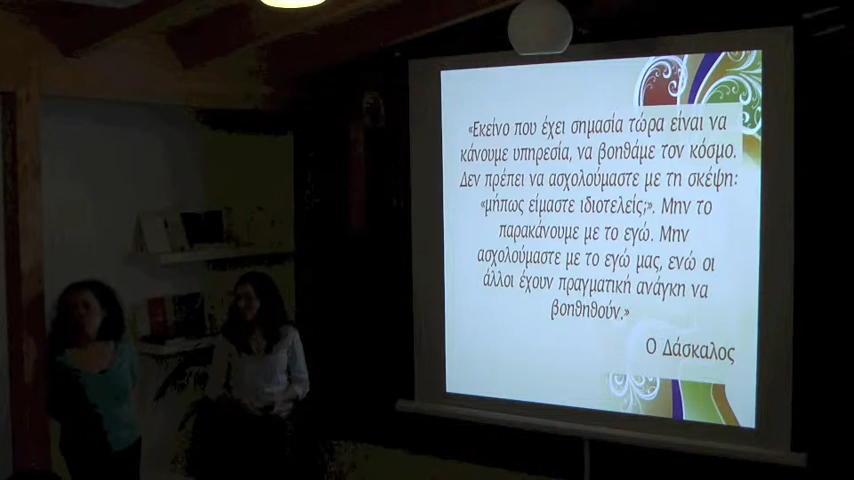 «Εκείνο που έχει σημασία τώρα είναι να
κάνουμε υπηρεσία, να βοηθάμε τον κόσμο.
Δεν πρέπει να ασχολούμαστε με τη σκέψη:
«μήπως είμαστε ιδιοτελείς;». Μην το
παρακάνουμε με το εγώ. Μην
ασχολούμαστε με το εγώ μας, ενώ οι
άλλοι έχουν πραγματική ανάγκη να
βοηθηθούν.»
Ο Δάσκαλος